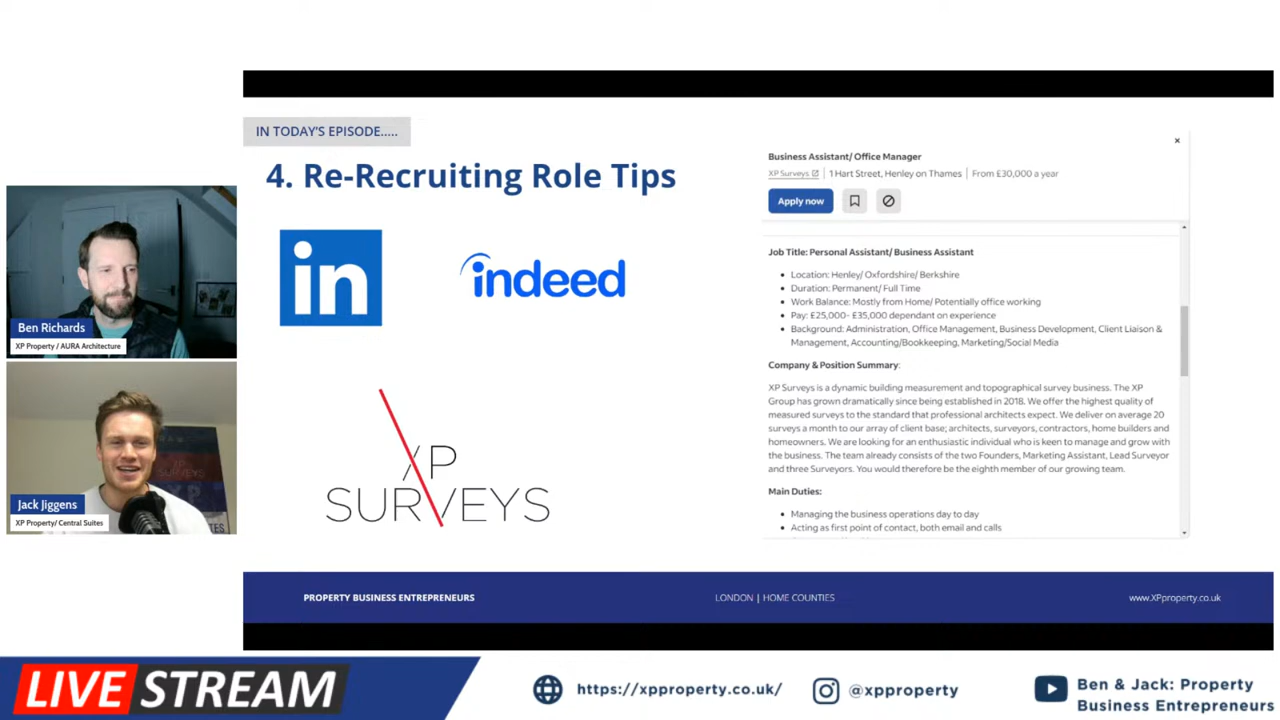 IN TODAY'S EPISODE.....
4. Re-Recruiting Role Tips
in
indeed
XP
SURVEYS
Business Assistant/ Office Manager
XP Surveys | 1 Hart Street, Henley on Thames | From £30,000 a year
Apply now
Job Title: Personal Assistant/ Business Assistant
Location: Henley/ Oxfordshire/ Berkshire
Duration: Permanent/ Full Time
Work Balance: Mostly from Home/ Potentially office working
Pay: £25,000- £35,000 dependant on experience
Background: Administration, Office Management, Business Development, Client Liaison &
Management, Accounting/Bookkeeping, Marketing/Social Media
Company & Position Summary:
XP Surveys is a dynamic building measurement and topographical survey business. The XP
Group has grown dramatically since being established in 2018. We offer the highest quality of
measured surveys to the standard that professional architects expect. We deliver on average 20
surveys a month to our array of client base; architects, surveyors, contractors, home builders and
homeowners. We are looking for an enthusiastic individual who is keen to manage and grow with
the business. The team already consists of the two Founders, Marketing Assistant, Lead Surveyor
and three Surveyors. You would therefore be the eighth member of our growing team.
Main Duties:
Managing the business operations day to day
Acting as first point of contact, both email and calls
Ben Richards
XP Property / AURA Architecture
XP
SURVEYS
XP
Jack Jiggens
XP Property/ Central Suites
PROPERTY BUSINESS ENTREPRENEURS
LONDON | HOME COUNTIES
www.XPproperty.co.uk
LIVE STREAM
https://xpproperty.co.uk/
@xpproperty
Ben & Jack: Property
Business Entrepreneurs